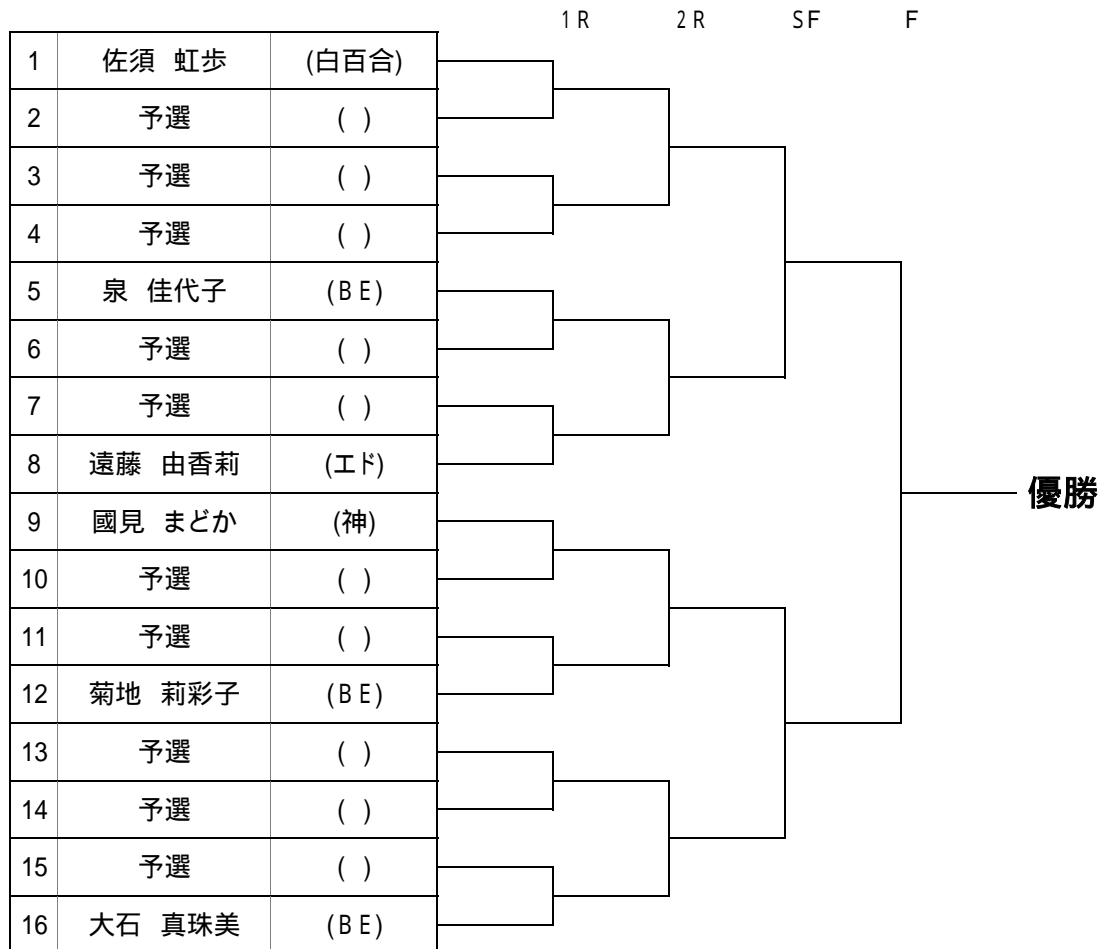 1R 2R SF F
1 佐須 虹歩 (白百合)
2 予選 ( )
3 予選 ( )
4 予選 ( )
5 泉 佳代子 (BE)
6 予選 ( )
7 予選 ( )
8 遠藤 由香莉 (エド)
優勝
9 國見 まどか (神)
10 予選 ( )
11 予選 ( )
12 菊地 莉彩子 (BE)
13 予選 ( )
14 予選 ( )
15 予選 ( )
16 大石 真珠美 (BE)